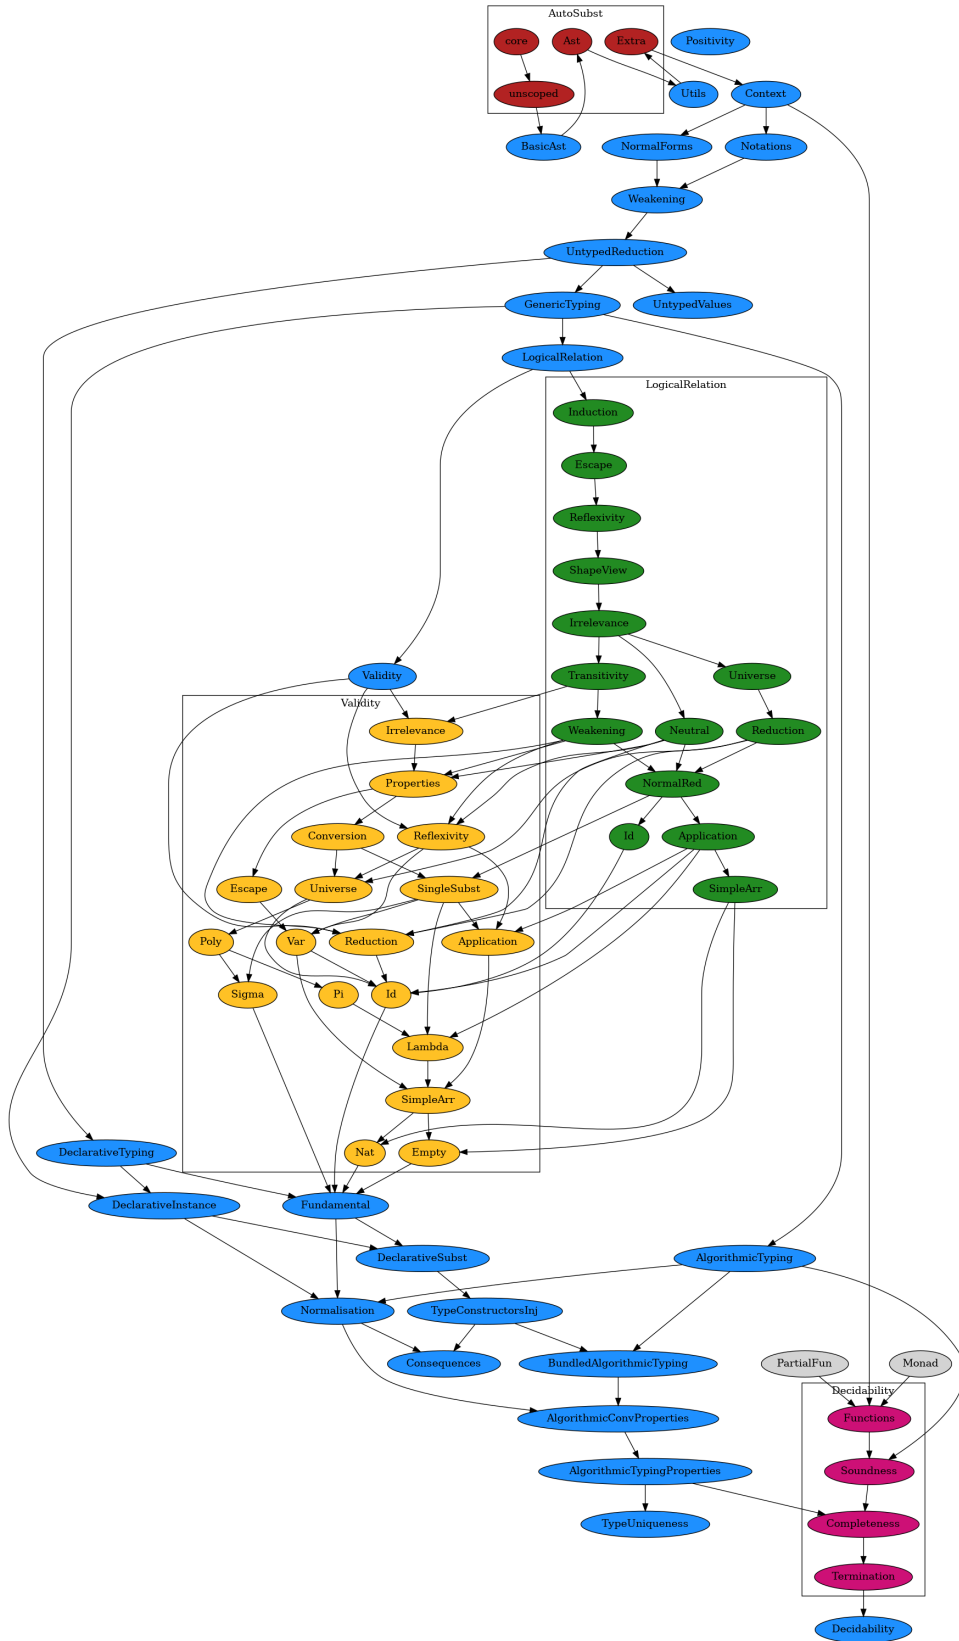 AutoSubst
core
Ast
Extra
Positivity
unscoped
Utils
Context
BasicAst
NormalForms
Notations
Weakening
UntypedReduction
GenericTyping
UntypedValues
LogicalRelation
LogicalRelation
Induction
Escape
Reflexivity
ShapeView
Irrelevance
Validity
Transitivity
Universe
Validity
Irrelevance
Weakening
Neutral
Reduction
Properties
NormalRed
Conversion
Reflexivity
Id
Application
Escape
Universe
SingleSubst
SimpleArr
Poly
Var
Reduction
Application
Sigma
Pi
Id
Lambda
SimpleArr
DeclarativeTyping
Nat
Empty
DeclarativeInstance
Fundamental
DeclarativeSubst
AlgorithmicTyping
Normalisation
TypeConstructorsInj
Consequences
BundledAlgorithmicTyping
PartialFun
Monad
Decidability
AlgorithmicConvProperties
Functions
AlgorithmicTypingProperties
Soundness
TypeUniqueness
Completeness
Termination
Decidability